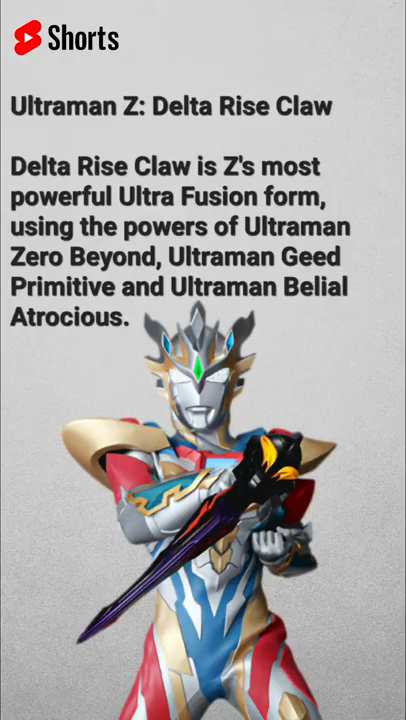 Shorts
Ultraman Z: Delta Rise Claw
Delta Rise Claw is Z's most
powerful Ultra Fusion form,
using the powers of Ultraman
Zero Beyond, Ultraman Geed
Primitive and Ultraman Belial
Atrocious.